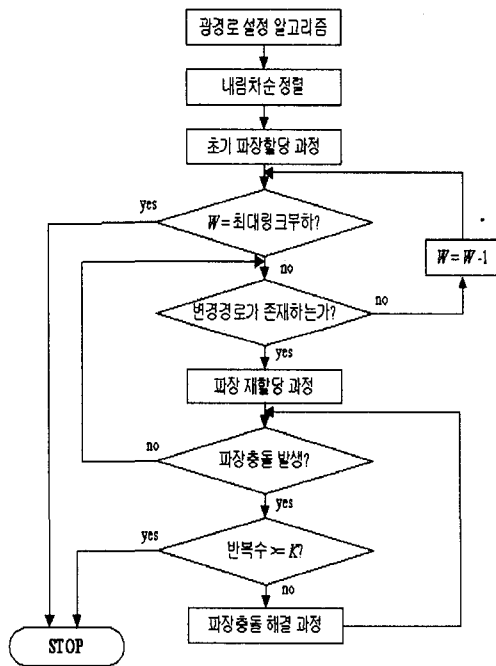 광경로 설정 알고리즘
내림차순 정렬
초기 파장할당 과정
yes
W = 최대링크부하?
no
W = W-1
변경경로가 존재하는가?
no
yes
파장 재할당 과정
no
파장충돌 발생?
yes
yes
반복수 >= K?
no
파장충돌 해결 과정
STOP